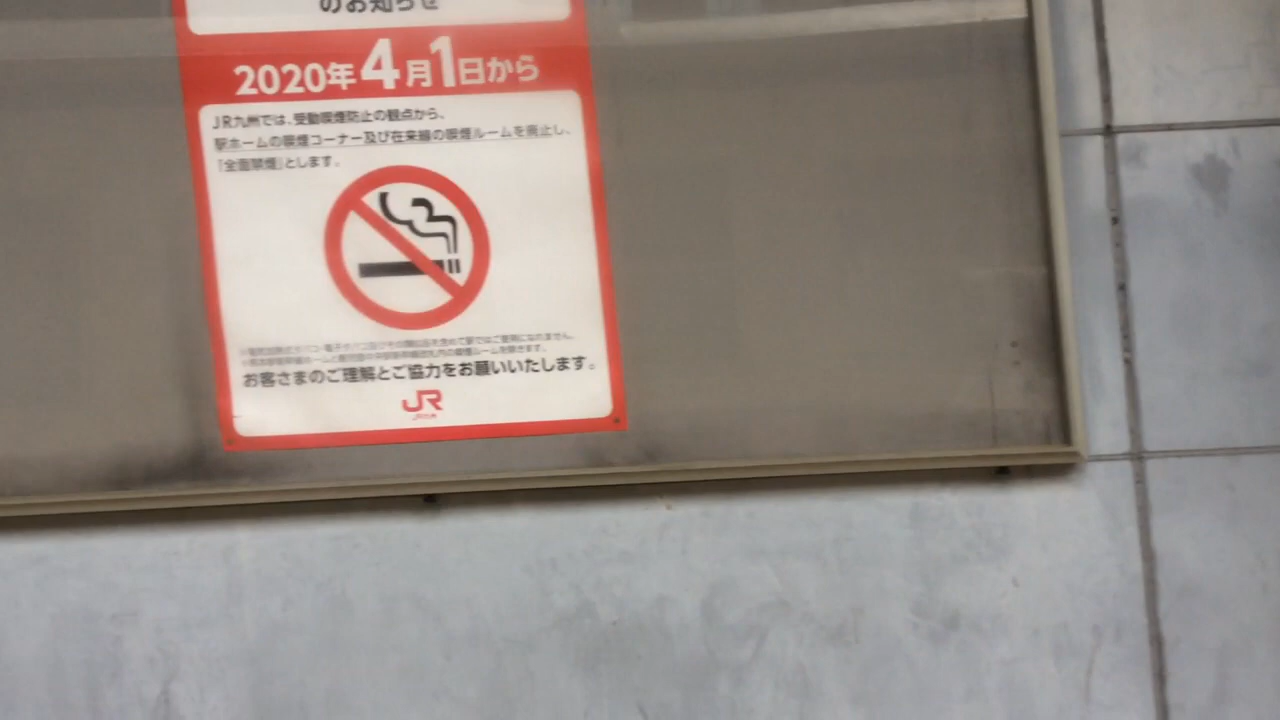 のお知らせ
2020年4月1日から
JR九州では、受動喫煙防止の観点から、
駅ホームの喫煙コーナー及び在来線の喫煙ルームを廃止し、
「全面禁煙」とします。
お客さまのご理解とご協力をお願いいたします。
JR
JR九州